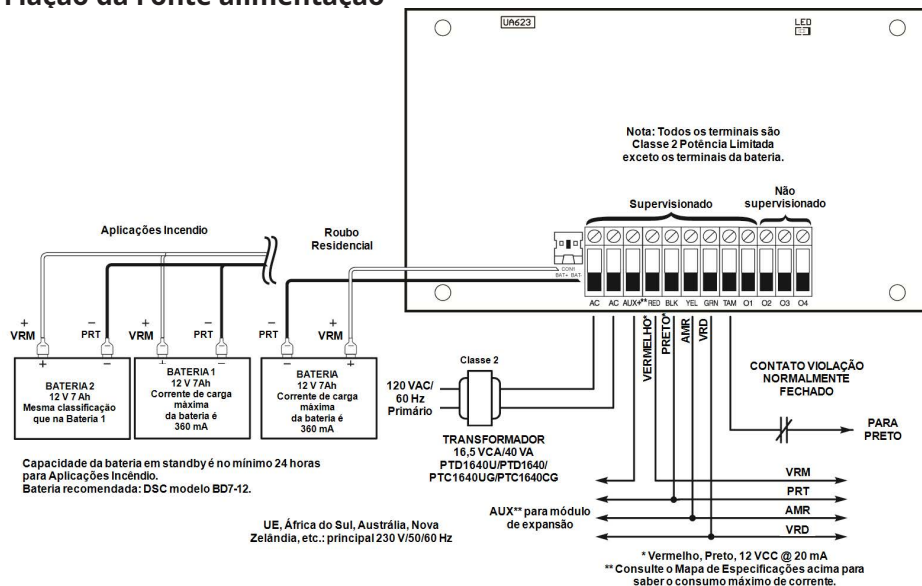 Fiação da Fonte alimentação
UA623
LED
Nota: Todos os terminais são
Classe 2 Potência Limitada
exceto os terminais da bateria.
Não
supervisionado
Supervisionado
Aplicações Incendio
Roubo
Residencial
CON1
BAT+ BAT-
AC AC AUX+** RED BLK YEL GRN TAM O1 O2 O3 O4
VERMELHO*
PRETO*
AMR
VRD
+
VRM
–
PRT
+
VRM
–
PRT
–
PRT
+
VRM
+ –
BATERIA 2
12 V 7 Ah
Mesma classificação
que na Bateria 1
+ –
BATERIA 1
12 V 7Ah
Corrente de carga
màxima
da bateria é
360 mA
– +
BATERIA
12 V 7Ah
Corrente de carga
màxima
da bateria é
360 mA
Classe 2
120 VAC/
60 Hz
Primário
TRANSFORMADOR
16,5 VCA/40 VA
PTD1640U/PTD1640/
PTC1640UG/PTC1640CG
CONTATO VIOLAÇÃO
NORMALMENTE
FECHADO
PARA
PRETO
Capacidade da bateria em standby é no mínimo 24 horas
para Aplicações Incêndio.
Bateria recomendada: DSC modelo BD7-12.
VRM
PRT
AMR
VRD
AUX** para módulo
de expansão
UE, África do Sul, Austrália, Nova
Zelândia, etc.: principal 230 V/50/60 Hz
* Vermelho, Preto, 12 VCC @ 20 mA
** Consulte o Mapa de Especificações acima para
saber o consumo máximo de corrente.